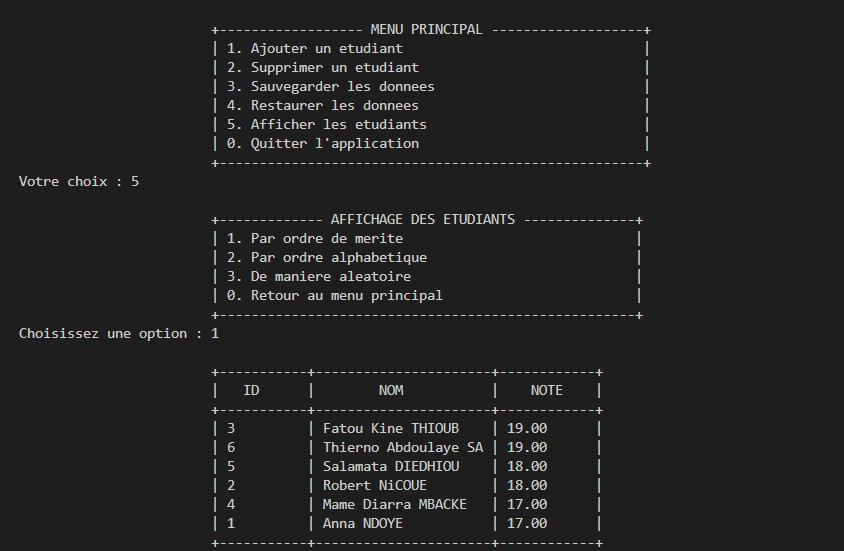 +------------------ MENU PRINCIPAL -------------------+
| 1. Ajouter un etudiant                              |
| 2. Supprimer un etudiant                            |
| 3. Sauvegarder les donnees                          |
| 4. Restaurer les donnees                            |
| 5. Afficher les etudiants                           |
| 0. Quitter l'application                            |
+-----------------------------------------------------+
Votre choix : 5
+------------- AFFICHAGE DES ETUDIANTS --------------+
| 1. Par ordre de merite                             |
| 2. Par ordre alphabetique                          |
| 3. De maniere aleatoire                            |
| 0. Retour au menu principal                        |
+----------------------------------------------------+
Choisissez une option : 1
+-----------+----------------------+------------+
|   ID      |        NOM           |    NOTE    |
+-----------+----------------------+------------+
| 3         | Fatou Kine THIOUB    | 19.00      |
| 6         | Thierno Abdoulaye SA | 19.00      |
| 5         | Salamata DIEDHIOU    | 18.00      |
| 2         | Robert NiCOUE        | 18.00      |
| 4         | Mame Diarra MBACKE   | 17.00      |
| 1         | Anna NDOYE           | 17.00      |
+-----------+----------------------+------------+